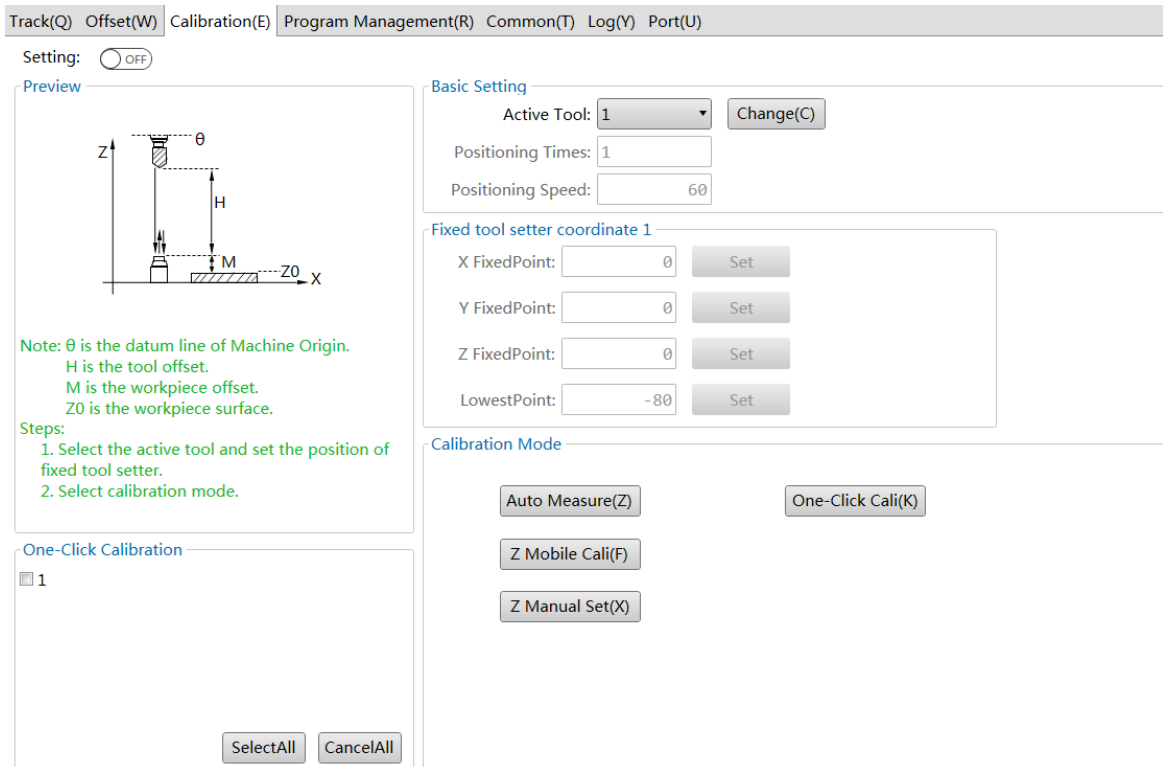 Track(Q) Offset(W) Calibration(E) Program Management(R) Common(T) Log(Y) Port(U)
Setting: OFF
Preview
θ
Z
H
M
Z0
X
Note: θ is the datum line of Machine Origin.
H is the tool offset.
M is the workpiece offset.
Z0 is the workpiece surface.
Steps:
1. Select the active tool and set the position of
fixed tool setter.
2. Select calibration mode.
One-Click Calibration
1
SelectAll CancelAll
Basic Setting
Active Tool: 1 Change(C)
Positioning Times: 1
Positioning Speed: 60
Fixed tool setter coordinate 1
X FixedPoint: 0 Set
Y FixedPoint: 0 Set
Z FixedPoint: 0 Set
LowestPoint: -80 Set
Calibration Mode
Auto Measure(Z) One-Click Cali(K)
Z Mobile Cali(F)
Z Manual Set(X)